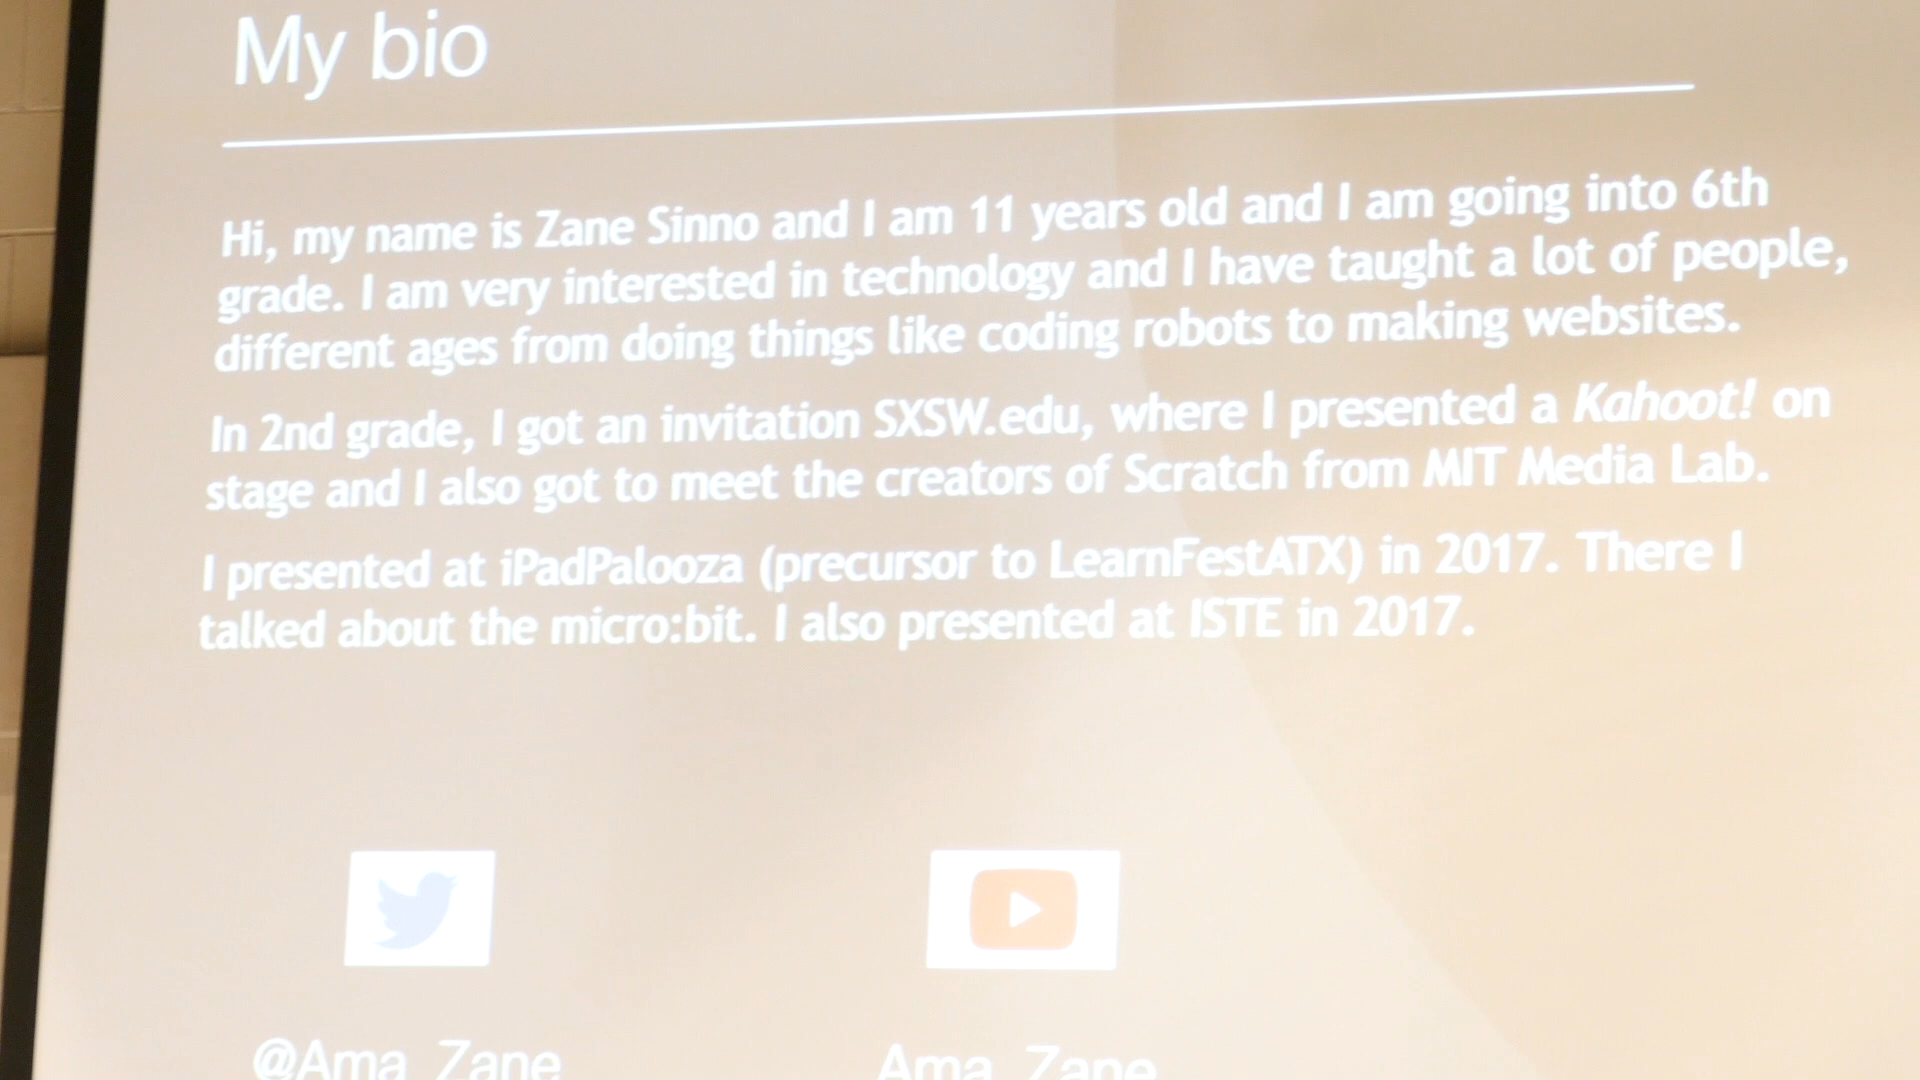 My bio
Hi, my name is Zane Sinno and I am 11 years old and I am going into 6th
grade. I am very interested in technology and I have taught a lot of people,
different ages from doing things like coding robots to making websites.
In 2nd grade, I got an invitation SXSW.edu, where I presented a Kahoot! on
stage and I also got to meet the creators of Scratch from MIT Media Lab.
I presented at iPadPalooza (precursor to LearnFestATX) in 2017. There I
talked about the micro:bit. I also presented at ISTE in 2017.
@Ama_Zane
Ama_Zane